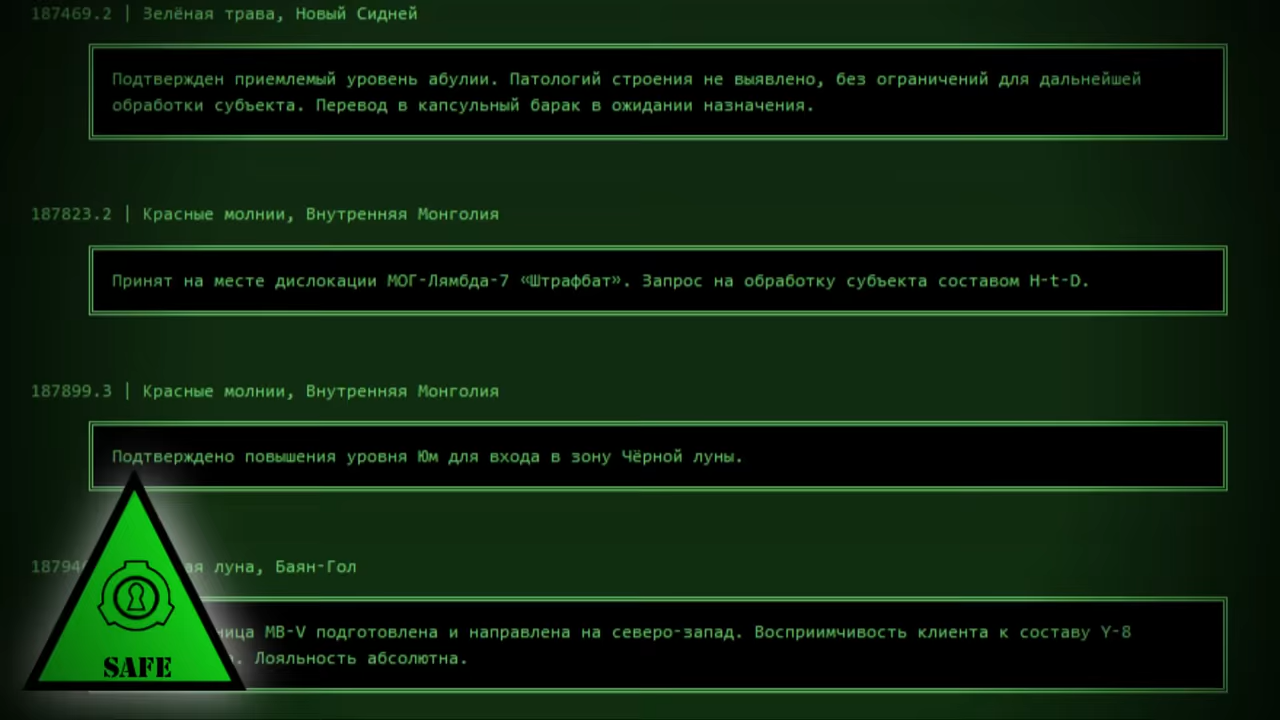 187469.2 | Зелёная трава, Новый Сидней
Подтвержден приемлемый уровень абулии. Патологий строения не выявлено, без ограничений для дальнейшей
обработки субъекта. Перевод в капсульный барак в ожидании назначения.
187823.2 | Красные молнии, Внутренняя Монголия
Принят на месте дислокации МОГ-Лямбда-7 «Штрафбат». Запрос на обработку субъекта составом H-t-D.
187899.3 | Красные молнии, Внутренняя Монголия
Подтверждено повышения уровня Юм для входа в зону Чёрной луны.
луна, Баян-Гол
MB-V подготовлена и направлена на северо-запад. Восприимчивость клиента к составу Y-8
Лояльность абсолютна.
SAFE